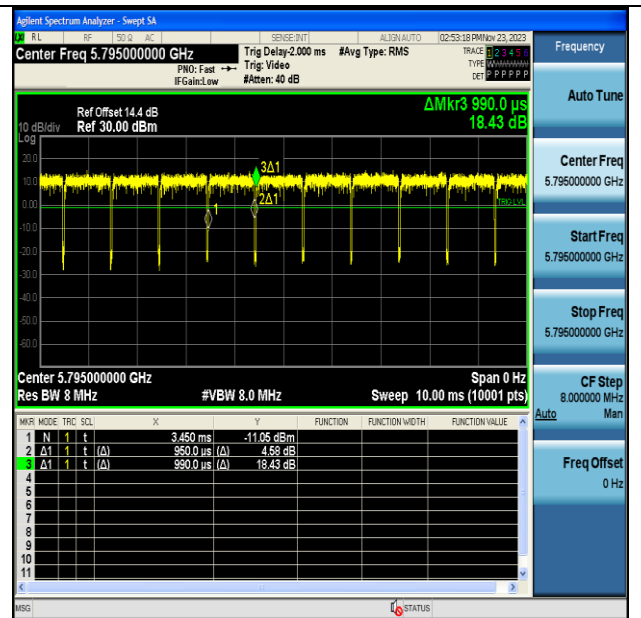 Agilent Spectrum Analyzer - Swept SA
RL RF 50 Ω AC SENSE:INT ALIGN AUTO 02:53:18 PM Nov 23, 2023
Center Freq 5.795000000 GHz
Trig Delay-2.000 ms #Avg Type: RMS
TRACE 1 2 3 4 5 6
PNO: Fast Trig: Video
TYPE WWWWWW
IFGain:Low #Atten: 40 dB
DET P P P P P P
Frequency
Auto Tune
Center Freq
5.795000000 GHz
Start Freq
5.795000000 GHz
Stop Freq
5.795000000 GHz
CF Step
8.000000 MHz
Auto Man
Freq Offset
0 Hz
ΔMkr3 990.0 µs
18.43 dB
Ref Offset 14.4 dB
10 dB/div Ref 30.00 dBm
Log
20.0
10.0
0.00
-10.0
-20.0
-30.0
-40.0
-50.0
-60.0
3Δ1
2Δ1
1
TRIG LVL
Center 5.795000000 GHz Span 0 Hz
Res BW 8 MHz #VBW 8.0 MHz Sweep 10.00 ms (10001 pts)
MKR MODE TRC SCL X Y FUNCTION FUNCTION WIDTH FUNCTION VALUE
1 N 1 t 3.450 ms -11.05 dBm
2 Δ1 1 t (Δ) 950.0 µs (Δ) 4.58 dB
3 Δ1 1 t (Δ) 990.0 µs (Δ) 18.43 dB
4
5
6
7
8
9
10
11
MSG STATUS